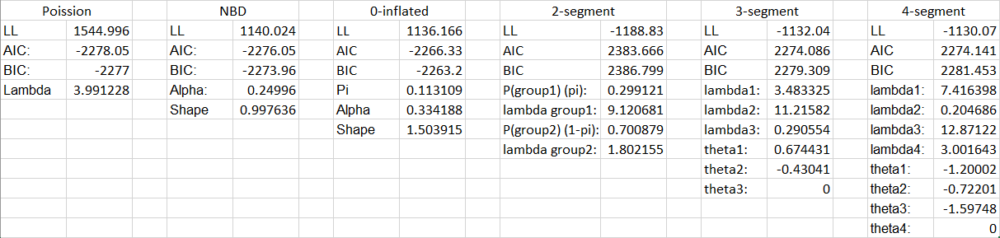 Poission NBD 0-inflated 2-segment 3-segment 4-segment
LL 1544.996 LL 1140.024 LL 1136.166 LL -1188.83 LL -1132.04 LL -1130.07
AIC: -2278.05 AIC: -2276.05 AIC -2266.33 AIC 2383.666 AIC 2274.086 AIC 2274.141
BIC: -2277 BIC: -2273.96 BIC -2263.2 BIC 2386.799 BIC 2279.309 BIC 2281.453
Lambda 3.991228 Alpha: 0.24996 Pi 0.113109 P(group1) (pi): 0.299121 lambda1: 3.483325 lambda1: 7.416398
Shape 0.997636 Alpha 0.334188 lambda group1: 9.120681 lambda2: 11.21582 lambda2: 0.204686
Shape 1.503915 P(group2) (1-pi): 0.700879 lambda3: 0.290554 lambda3: 12.87122
lambda group2: 1.802155 theta1: 0.674431 lambda4: 3.001643
theta2: -0.43041 theta1: -1.20002
theta3: 0 theta2: -0.72201
theta3: -1.59748
theta4: 0